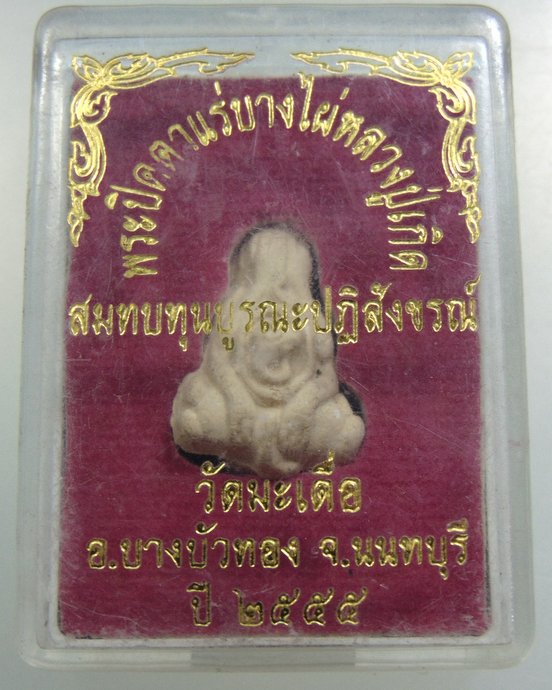 พระปิดตาแร่บางไผ่หลวงปู่เกิด
สมทบทุนบูรณะปฏิสังขรณ์
วัดมะเดื่อ
อ.บางบัวทอง จ.นนทบุรี
ปี ๒๕๕๕